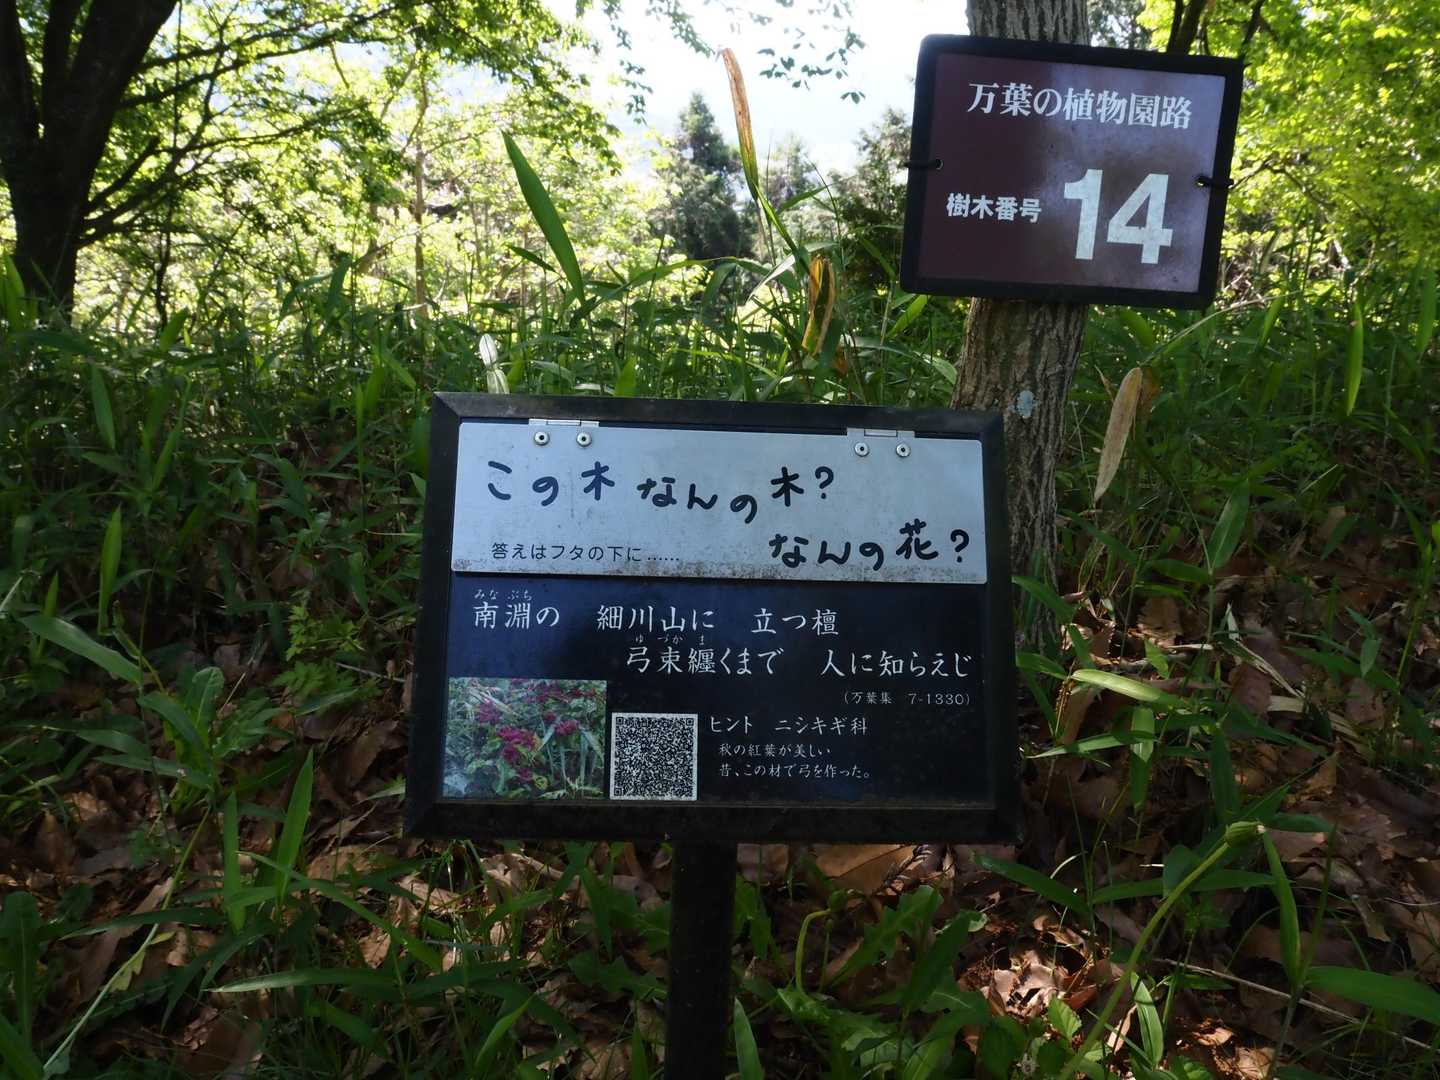 万葉の植物園路
樹木番号 14
この木なんの木?
なんの花?
答えはフタの下に……
みなぶち
南淵の 細川山に 立つ檀
ゆづかま
弓束纏くまで 人に知らえじ
(万葉集 7-1330)
ヒント ニシキギ科
秋の紅葉が美しい
昔、この材で弓を作った。